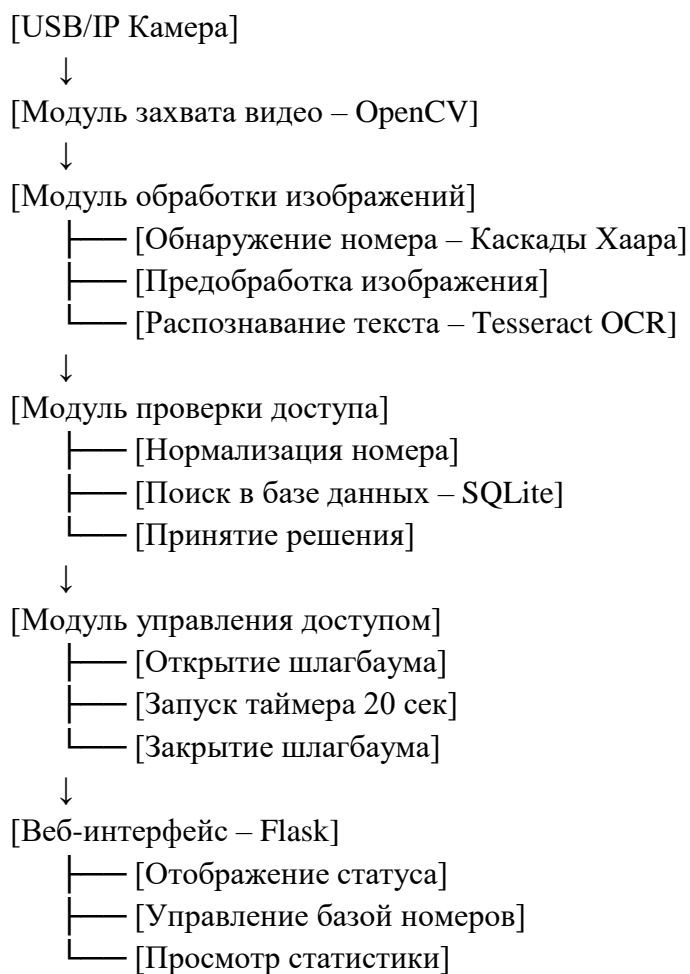 [USB/IP Камера]
↓
[Модуль захвата видео – OpenCV]
↓
[Модуль обработки изображений]
├── [Обнаружение номера – Каскады Хаара]
├── [Предобработка изображения]
└── [Распознавание текста – Tesseract OCR]
↓
[Модуль проверки доступа]
├── [Нормализация номера]
├── [Поиск в базе данных – SQLite]
└── [Принятие решения]
↓
[Модуль управления доступом]
├── [Открытие шлагбаума]
├── [Запуск таймера 20 сек]
└── [Закрытие шлагбаума]
↓
[Веб-интерфейс – Flask]
├── [Отображение статуса]
├── [Управление базой номеров]
└── [Просмотр статистики]